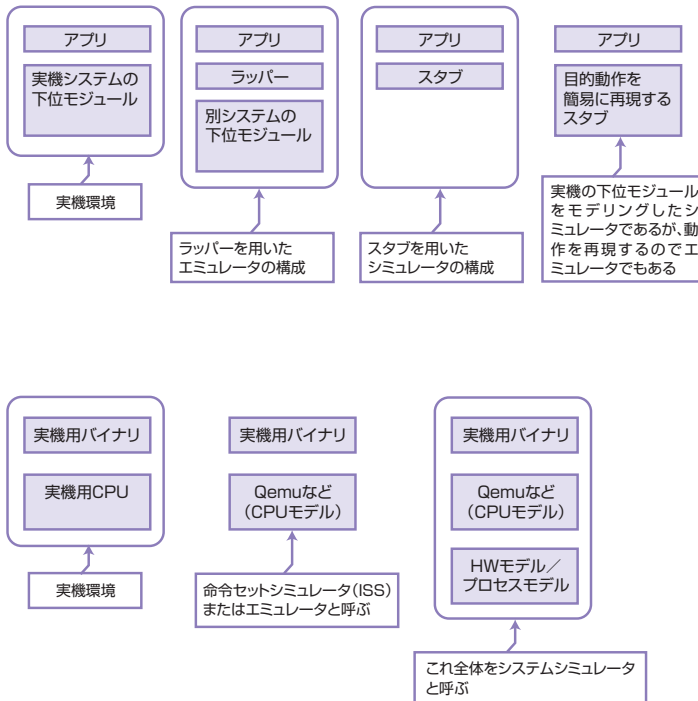 アプリ
実機システムの
下位モジュール
実機環境
アプリ
ラッパー
別システムの
下位モジュール
ラッパーを用いた
エミュレータの構成
アプリ
スタブ
スタブを用いた
シミュレータの構成
アプリ
目的動作を
簡易に再現する
スタブ
実機の下位モジュール
をモデリングしたシ
ミュレータであるが、動
作を再現するのでエ
ミュレータでもある
実機用バイナリ
実機用CPU
実機環境
実機用バイナリ
Qemuなど
（CPUモデル）
命令セットシミュレータ（ISS）
またはエミュレータと呼ぶ
実機用バイナリ
Qemuなど
（CPUモデル）
HWモデル／
プロセスモデル
これ全体をシステムシミュレータ
と呼ぶ